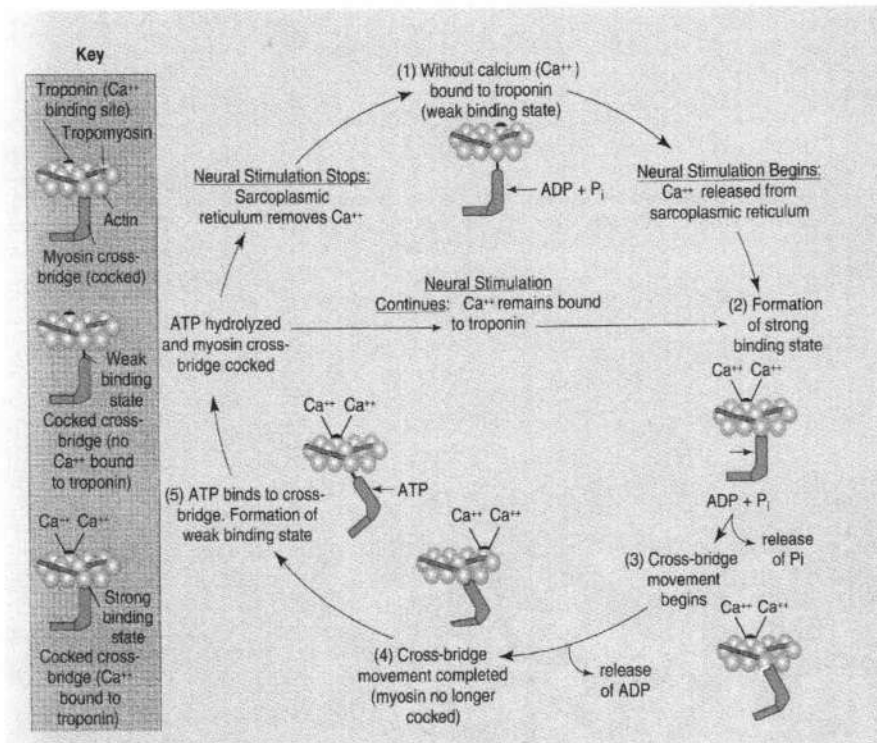 Key
Troponin (Ca++
binding site)
Tropomyosin
Actin
Myosin cross-
bridge (cocked)
Weak
binding
state
Cocked cross-
bridge (no
Ca++ bound
to troponin)
Ca++ Ca++
Strong
binding
state
Cocked cross-
bridge (Ca++
bound to
troponin)
(1) Without calcium (Ca++)
bound to troponin
(weak binding state)
ADP + Pi
Neural Stimulation Begins:
Ca++ released from
sarcoplasmic reticulum
Neural Stimulation Stops:
Sarcoplasmic
reticulum removes Ca++
Neural Stimulation
Continues: Ca++ remains bound
to troponin
ATP hydrolyzed
and myosin cross-
bridge cocked
(2) Formation
of strong
binding state
Ca++ Ca++
ADP + Pi
release
of Pi
(3) Cross-bridge
movement
begins
Ca++ Ca++
release
of ADP
(4) Cross-bridge
movement completed
(myosin no longer
cocked)
Ca++ Ca++
(5) ATP binds to cross-
bridge. Formation of
weak binding state
Ca++ Ca++
ATP